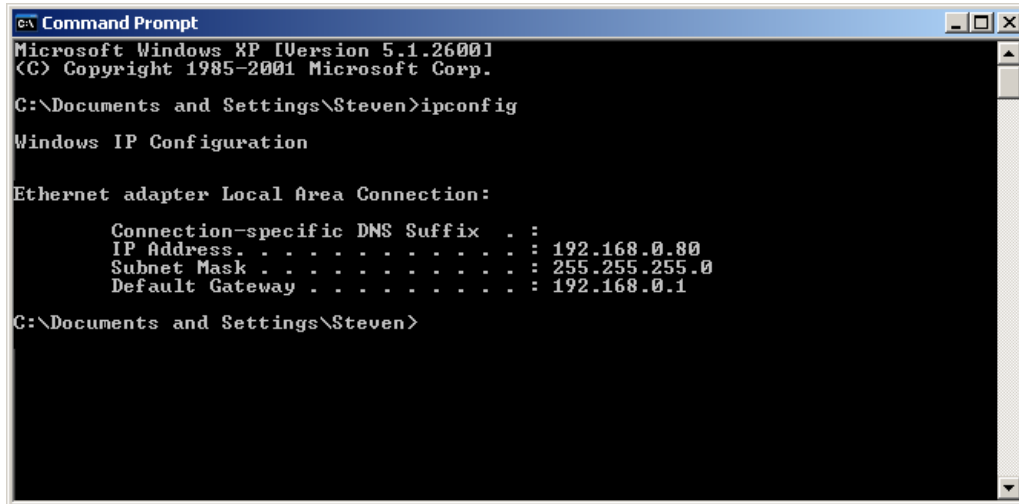 Command Prompt
Microsoft Windows XP [Version 5.1.2600]
(C) Copyright 1985-2001 Microsoft Corp.
C:\Documents and Settings\Steven>ipconfig
Windows IP Configuration
Ethernet adapter Local Area Connection:
Connection-specific DNS Suffix  . :
IP Address. . . . . . . . . . . . : 192.168.0.80
Subnet Mask . . . . . . . . . . . : 255.255.255.0
Default Gateway . . . . . . . . . : 192.168.0.1
C:\Documents and Settings\Steven>